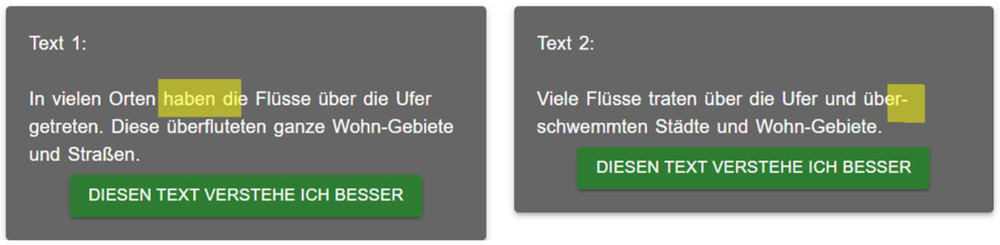 Text 1:
In vielen Orten haben die Flüsse über die Ufer
getreten. Diese überfluteten ganze Wohn-Gebiete
und Straßen.
DIESEN TEXT VERSTEHE ICH BESSER
Text 2:
Viele Flüsse traten über die Ufer und über-
schwemmten Städte und Wohn-Gebiete.
DIESEN TEXT VERSTEHE ICH BESSER